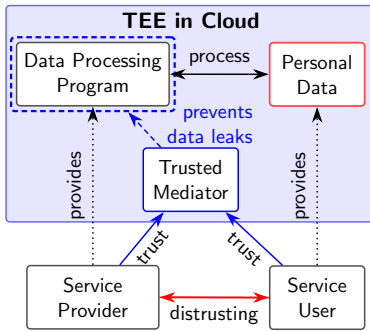 TEE in Cloud
Data Processing
Program
process
Personal
Data
prevents
data leaks
Trusted
Mediator
provides
provides
trust
trust
Service
Provider
distrusting
Service
User